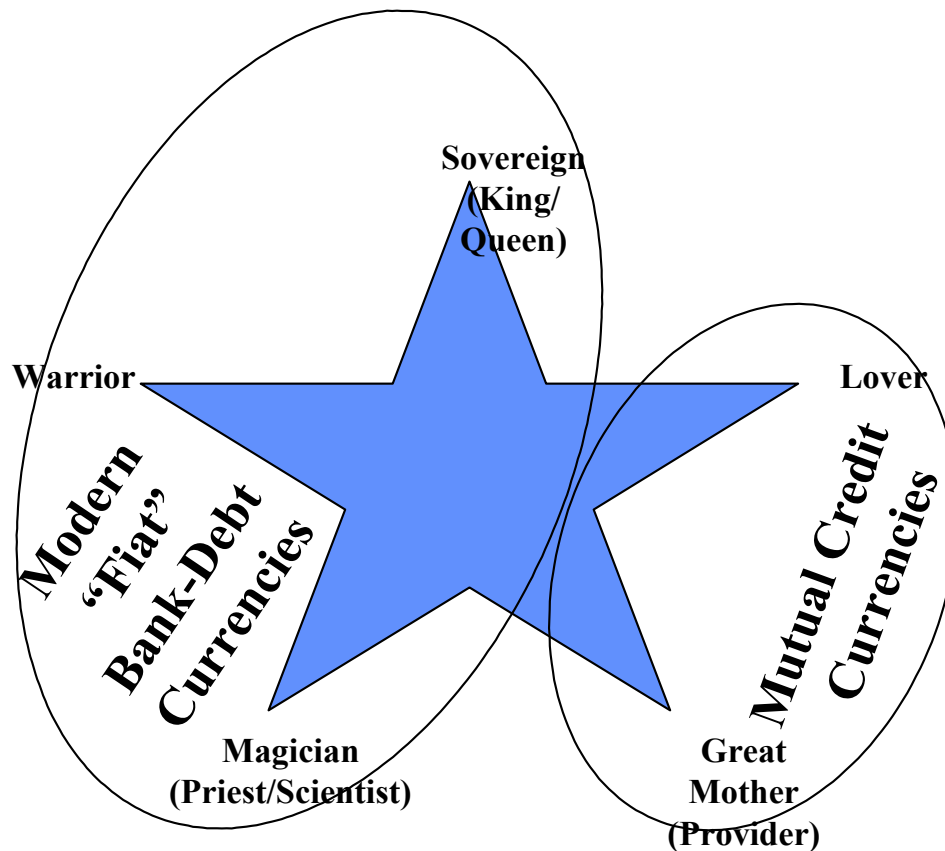 Sovereign
(King/
Queen)
Warrior
Lover
Modern
“Fiat”
Bank-Debt
Currencies
Mutual Credit
Currencies
Magician
(Priest/Scientist)
Great
Mother
(Provider)